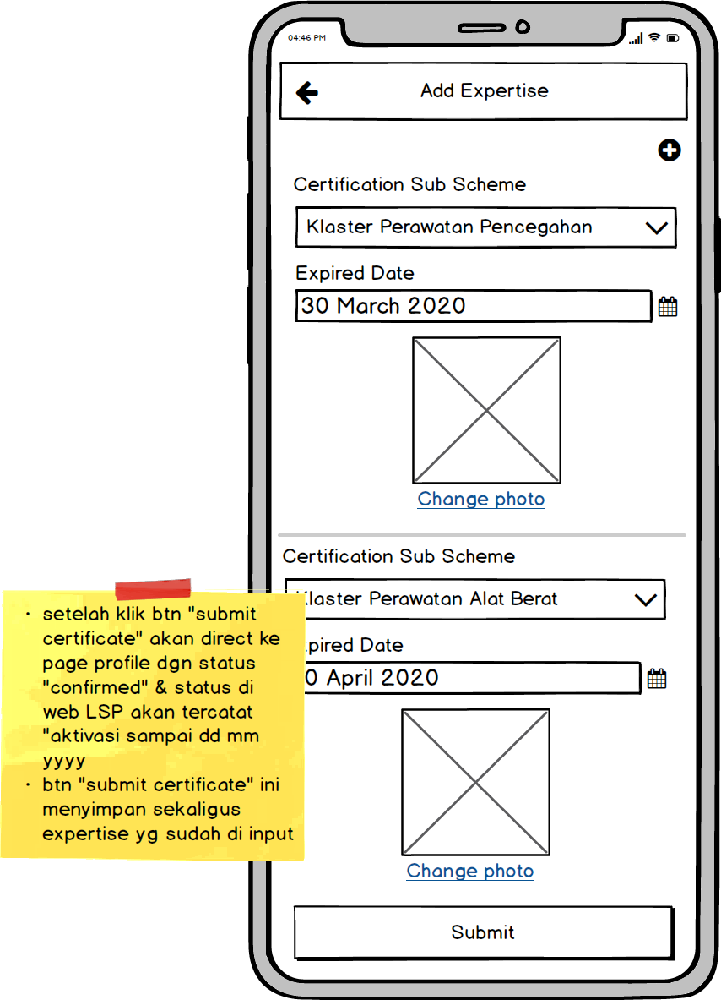 04:46 PM
Add Expertise
Certification Sub Scheme
Klaster Perawatan Pencegahan
Expired Date
30 March 2020
Change photo
Certification Sub Scheme
Klaster Perawatan Alat Berat
xpired Date
0 April 2020
Change photo
Submit
· setelah klik btn "submit
certificate" akan direct ke
page profile dgn status
"confirmed" & status di
web LSP akan tercatat
"aktivasi sampai dd mm
yyyy
· btn "submit certificate" ini
menyimpan sekaligus
expertise yg sudah di input